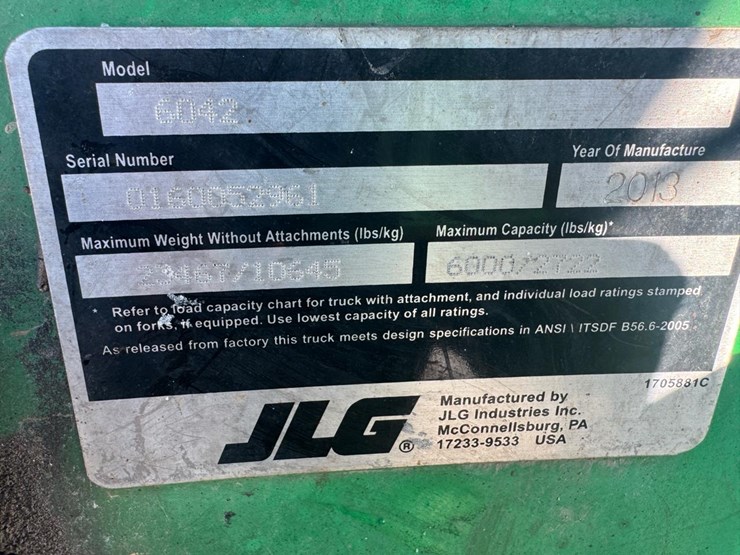 Model
6042
Serial Number
0160052961
Year Of Manufacture
2013
Maximum Weight Without Attachments (lbs/kg)
23467/10645
Maximum Capacity (lbs/kg)*
6000/2722
* Refer to load capacity chart for truck with attachment, and individual load ratings stamped
on forks, if equipped. Use lowest capacity of all ratings.
As released from factory this truck meets design specifications in ANSI \ ITSDF B56.6-2005
1705881C
JLG®
Manufactured by
JLG Industries Inc.
McConnellsburg, PA
17233-9533 USA